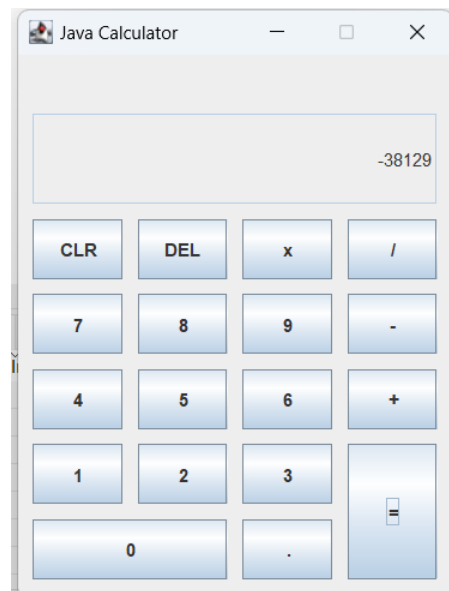 Java Calculator
-38129
CLR DEL x /
7 8 9 -
4 5 6 +
1 2 3 =
0 .